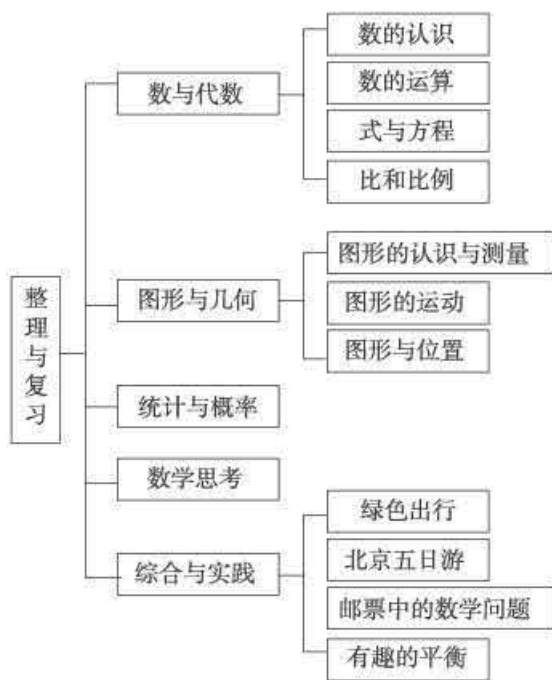 整理与复习
数与代数
数的认识
数的运算
式与方程
比和比例
图形与几何
图形的认识与测量
图形的运动
图形与位置
统计与概率
数学思考
综合与实践
绿色出行
北京五日游
邮票中的数学问题
有趣的平衡